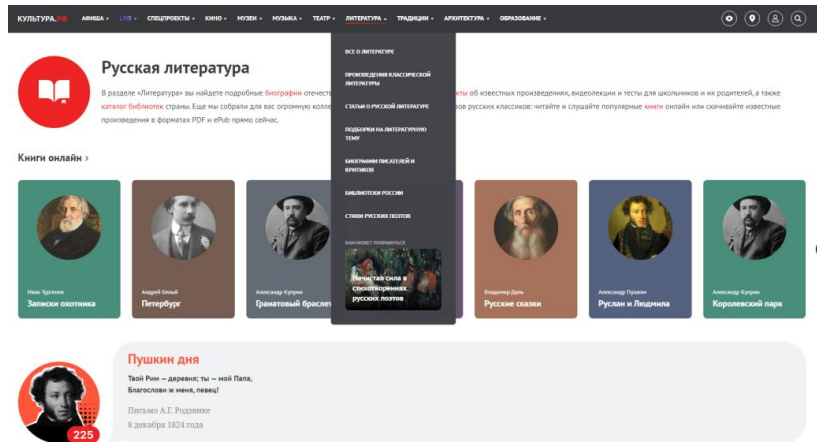 КУЛЬТУРА.РФ АФИША LIVE СПЕЦПРОЕКТЫ КИНО МУЗЕИ МУЗЫКА ТЕАТР ЛИТЕРАТУРА ТРАДИЦИИ АРХИТЕКТУРА ОБРАЗОВАНИЕ
Русская литература
В разделе «Литература» вы найдете подробные биографии отечест
каталог библиотек страны. Еще мы собрали для вас огромную колле
произведения в форматах PDF и ePub прямо сейчас.
кты об известных произведениях, видеолекции и тесты для школьников и их родителей, а также
ов русских классиков: читайте и слушайте популярные книги онлайн или скачивайте известные
ВСЕ О ЛИТЕРАТУРЕ
ПРОИЗВЕДЕНИЯ КЛАССИЧЕСКОЙ
ЛИТЕРАТУРЫ
СТАТЬИ О РУССКОЙ ЛИТЕРАТУРЕ
ПОДБОРКИ НА ЛИТЕРАТУРНУЮ
ТЕМУ
БИОГРАФИИ ПИСАТЕЛЕЙ И
КРИТИКОВ
БИБЛИОТЕКИ РОССИИ
СТИХИ РУССКИХ ПОЭТОВ
ВАМ МОЖЕТ ПОНРАВИТЬСЯ
Нечистая сила в
стихотворениях
русских поэтов
Книги онлайн ›
Иван Тургенев
Записки охотника
Андрей Белый
Петербург
Александр Куприн
Гранатовый браслет
Владимир Даль
Русские сказки
Александр Пушкин
Руслан и Людмила
Александр Куприн
Королевский парк
Пушкин дня
Твой Рим — деревня; ты — мой Папа,
Благослови ж меня, певец!
Письмо А.Г. Родзянке
8 декабря 1824 года
225